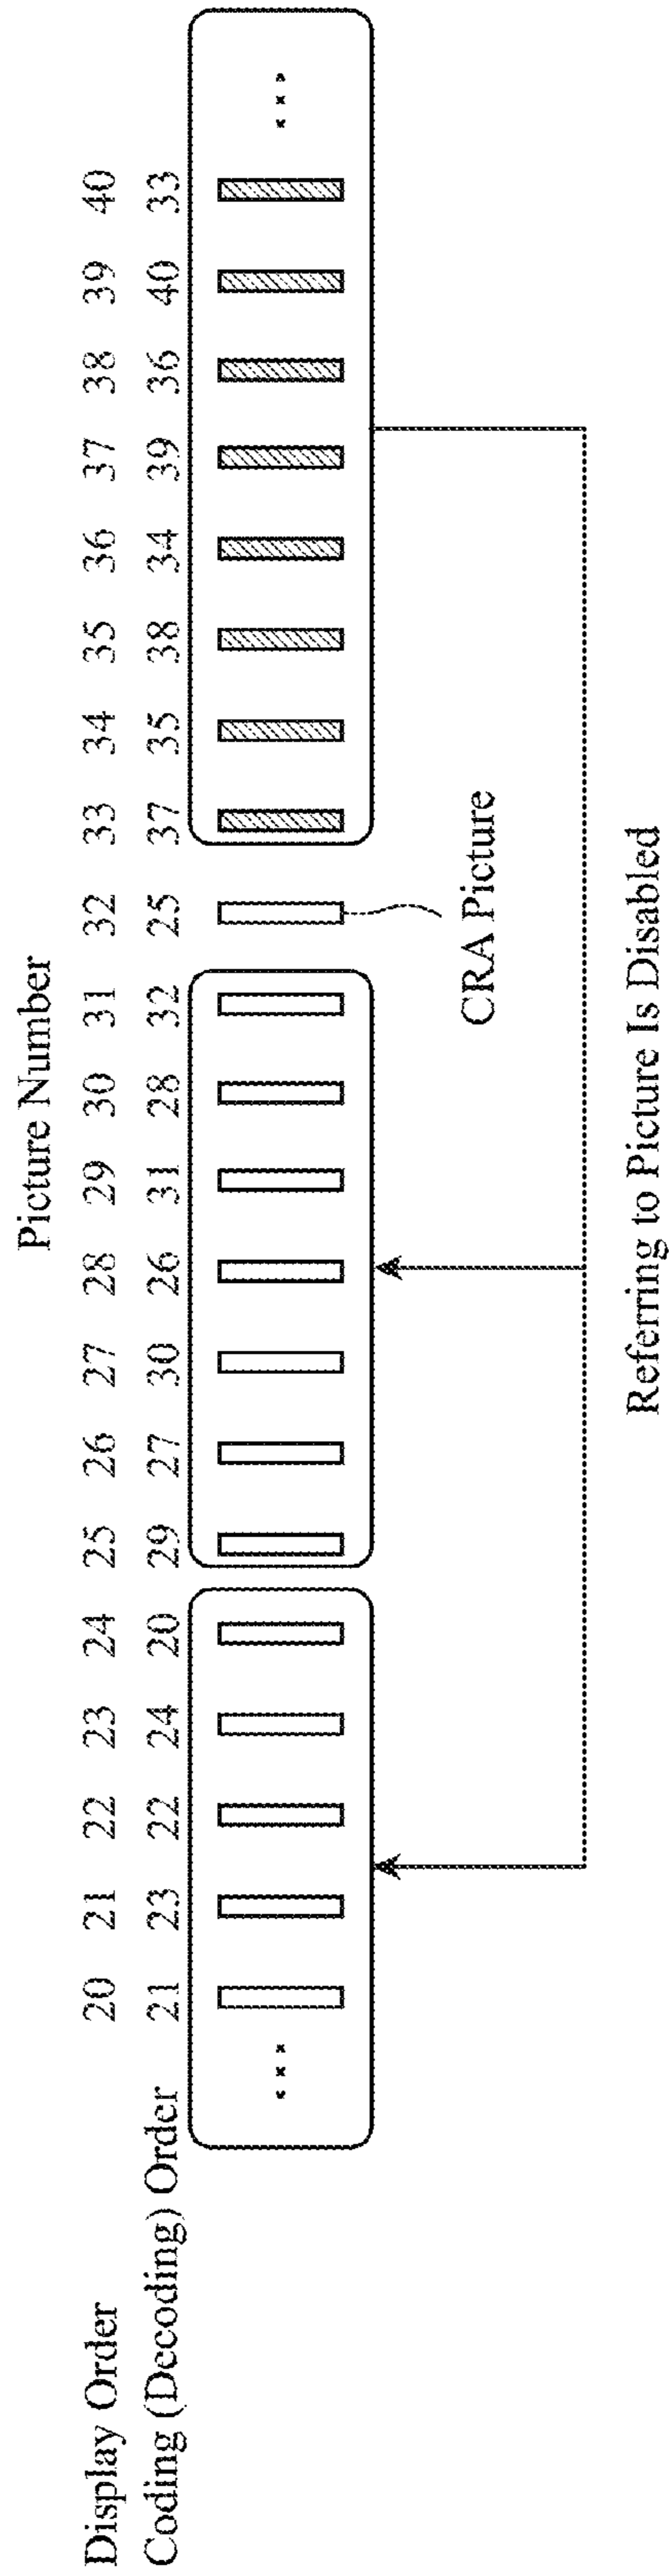 Picture Number
Display Order 20 21 22 23 24 25 26 27 28 29 30 31 32 33 34 35 36 37 38 39 40
Coding (Decoding) Order 21 23 22 24 20 29 27 30 26 31 28 32 25 37 35 38 34 39 36 40 33
CRA Picture
Referring to Picture Is Disabled